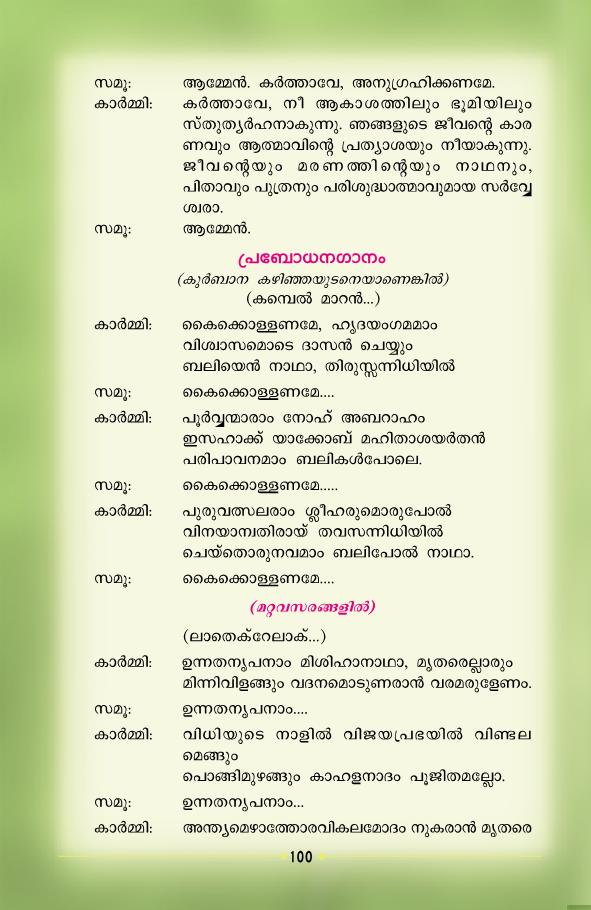 സമൂ: ആമ്മേൻ. കർത്താവേ, അനുഗ്രഹിക്കണമേ.
കാർമ്മി: കർത്താവേ, നീ ആകാശത്തിലും ഭൂമിയിലും
സ്തുത്യർഹനാകുന്നു. ഞങ്ങളുടെ ജീവന്റെ കാര
ണവും ആത്മാവിന്റെ പ്രത്യാശയും നീയാകുന്നു.
ജീവന്റെയും മരണത്തിന്റെയും നാഥനും,
പിതാവും പുത്രനും പരിശുദ്ധാത്മാവുമായ സർവ്വേ
ശ്വരാ.
സമൂ: ആമ്മേൻ.
പ്രബോധനഗാനം
(കുർബാന കഴിഞ്ഞയുടനെയാണെങ്കിൽ)
(കമ്പെൽ മാറൻ...)
കാർമ്മി: കൈക്കൊള്ളണമേ, ഹൃദയംഗമമാം
വിശ്വാസമൊടെ ദാസൻ ചെയ്യും
ബലിയെൻ നാഥാ, തിരുസ്സന്നിധിയിൽ
സമൂ: കൈക്കൊള്ളണമേ....
കാർമ്മി: പൂർവ്വന്മാരാം നോഹ് അബറാഹം
ഇസഹാക്ക് യാക്കോബ് മഹിതാശയർതൻ
പരിപാവനമാം ബലികൾപോലെ.
സമൂ: കൈക്കൊള്ളണമേ.....
കാർമ്മി: പുരുവത്സലരാം ശ്ലീഹരുമൊരുപോൽ
വിനയാമ്പതിരായ് തവസന്നിധിയിൽ
ചെയ്തൊരുനവമാം ബലിപോൽ നാഥാ.
സമൂ: കൈക്കൊള്ളണമേ....
(മറ്റവസരങ്ങളിൽ)
(ലാതെക്റേലാക്...)
കാർമ്മി: ഉന്നതനൃപനാം മിശിഹാനാഥാ, മൃതരെല്ലാരും
മിന്നിവിളങ്ങും വദനമൊടുണരാൻ വരമരുളേണം.
സമൂ: ഉന്നതനൃപനാം....
കാർമ്മി: വിധിയുടെ നാളിൽ വിജയപ്രഭയിൽ വിണ്ടല
മെങ്ങും
പൊങ്ങിമുഴങ്ങും കാഹളനാദം പൂജിതമല്ലോ.
സമൂ: ഉന്നതനൃപനാം...
കാർമ്മി: അന്ത്യമെഴാത്തോരവികലമോദം നുകരാൻ മൃതരെ
100